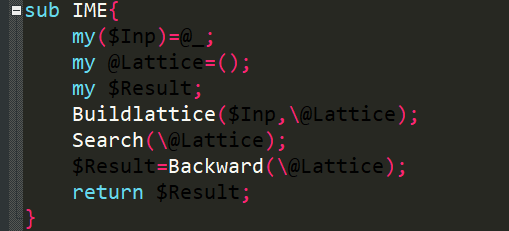 sub IME{
    my($Inp)=@_;
    my @Lattice=();
    my $Result;
    Buildlattice($Inp,\@Lattice);
    Search(\@Lattice);
    $Result=Backward(\@Lattice);
    return $Result;
}